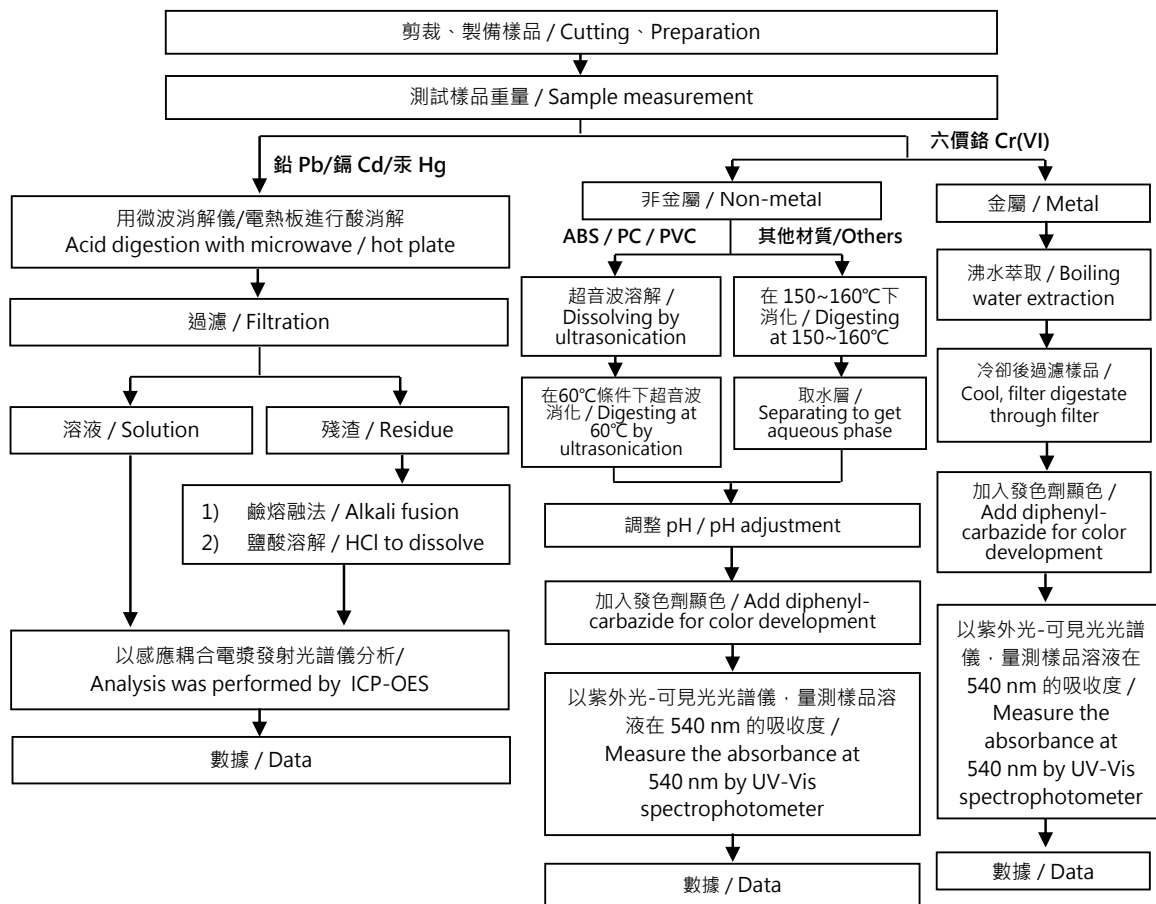 剪裁、製備樣品 / Cutting、Preparation
測試樣品重量 / Sample measurement
鉛 Pb/鎘 Cd/汞 Hg
用微波消解儀/電熱板進行酸消解
Acid digestion with microwave / hot plate
過濾 / Filtration
溶液 / Solution
殘渣 / Residue
1) 鹼熔融法 / Alkali fusion
2) 鹽酸溶解 / HCl to dissolve
以感應耦合電漿發射光譜儀分析/
Analysis was performed by ICP-OES
數據 / Data
六價鉻 Cr(VI)
非金屬 / Non-metal
ABS / PC / PVC
超音波溶解 /
Dissolving by
ultrasonication
在60℃條件下超音波
消化 / Digesting at
60℃ by
ultrasonication
其他材質/Others
在 150~160℃下
消化 / Digesting
at 150~160℃
取水層 /
Separating to get
aqueous phase
調整 pH / pH adjustment
加入發色劑顯色 / Add diphenyl-
carbazide for color development
以紫外光-可見光光譜儀，量測樣品溶
液在 540 nm 的吸收度 /
Measure the absorbance at
540 nm by UV-Vis
spectrophotometer
數據 / Data
金屬 / Metal
沸水萃取 / Boiling
water extraction
冷卻後過濾樣品 /
Cool, filter digestate
through filter
加入發色劑顯色 /
Add diphenyl-
carbazide for color
development
以紫外光-可見光光譜
儀，量測樣品溶液在
540 nm 的吸收度 /
Measure the
absorbance at
540 nm by UV-Vis
spectrophotometer
數據 / Data